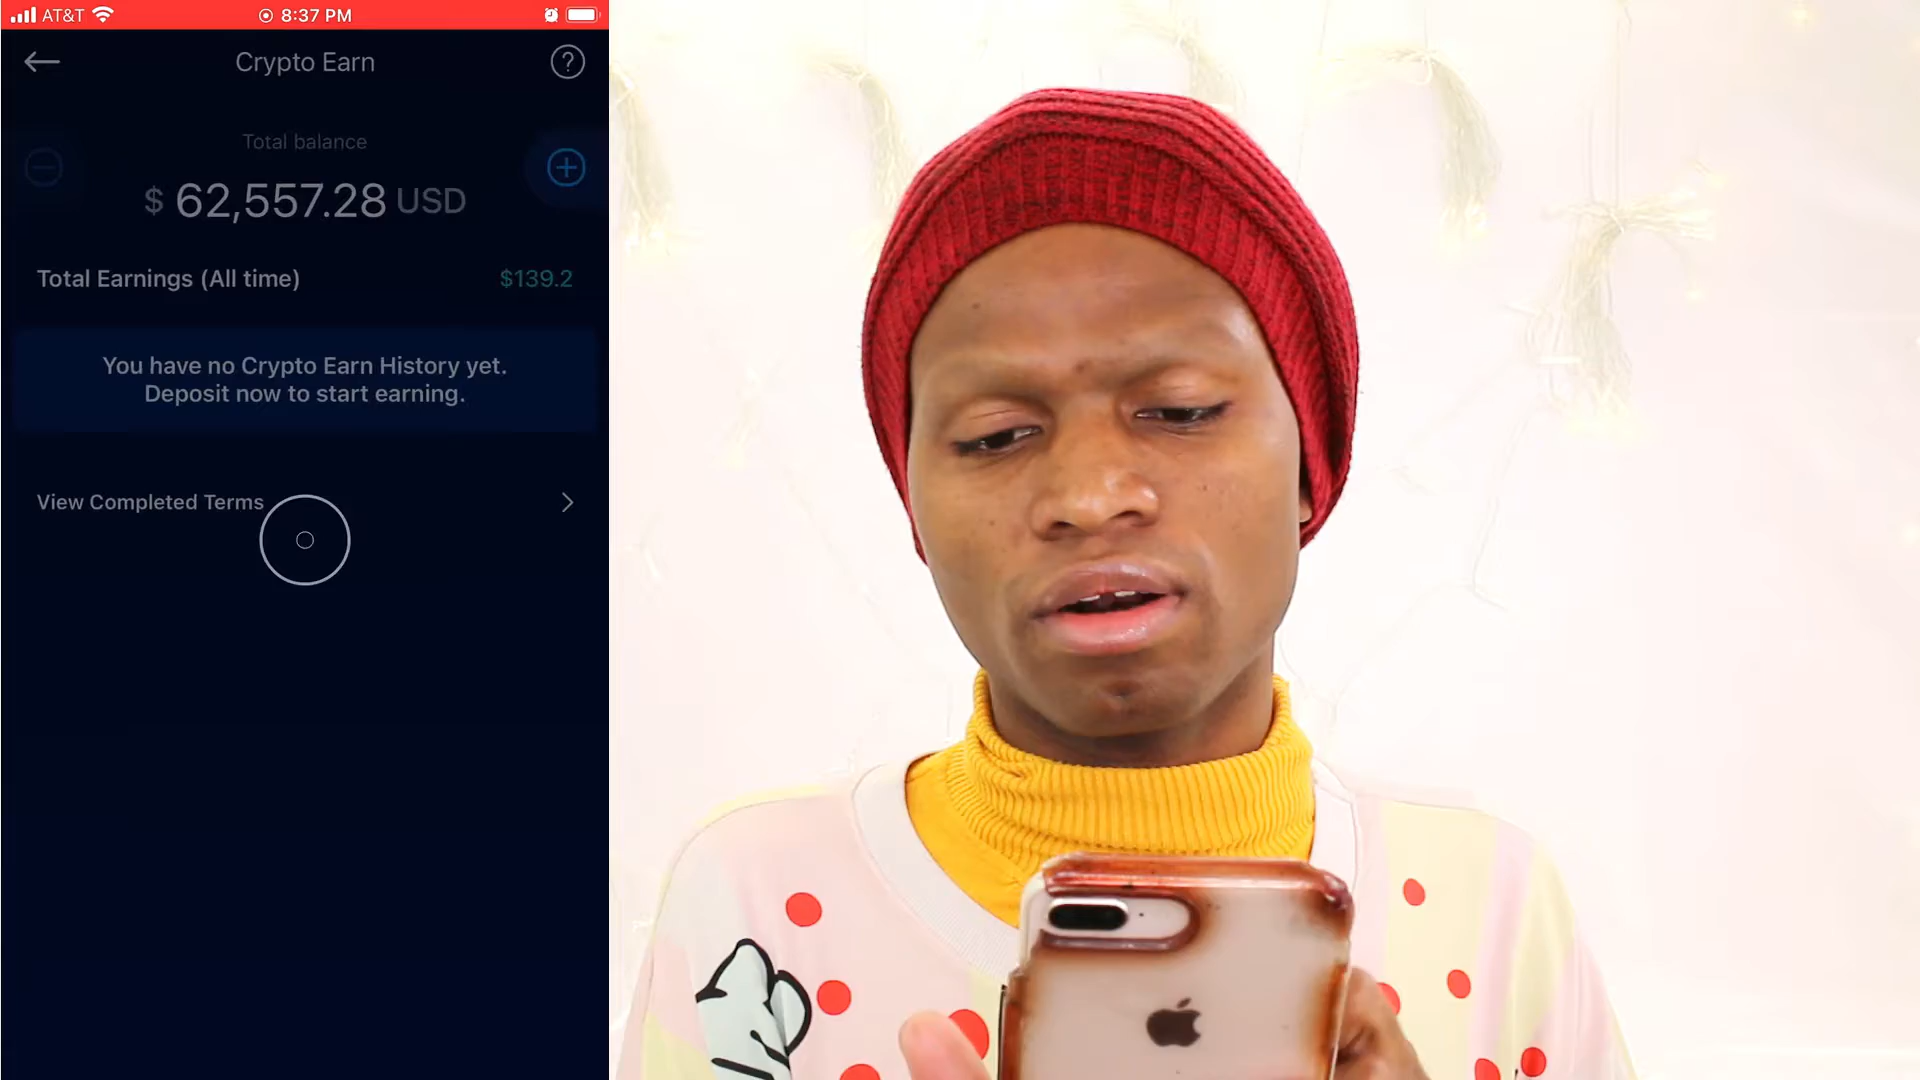 AT&T 8:37 PM
Crypto Earn
?
Total balance
$ 62,557.28 USD
Total Earnings (All time) $139.2
You have no Crypto Earn History yet.
Deposit now to start earning.
View Completed Terms